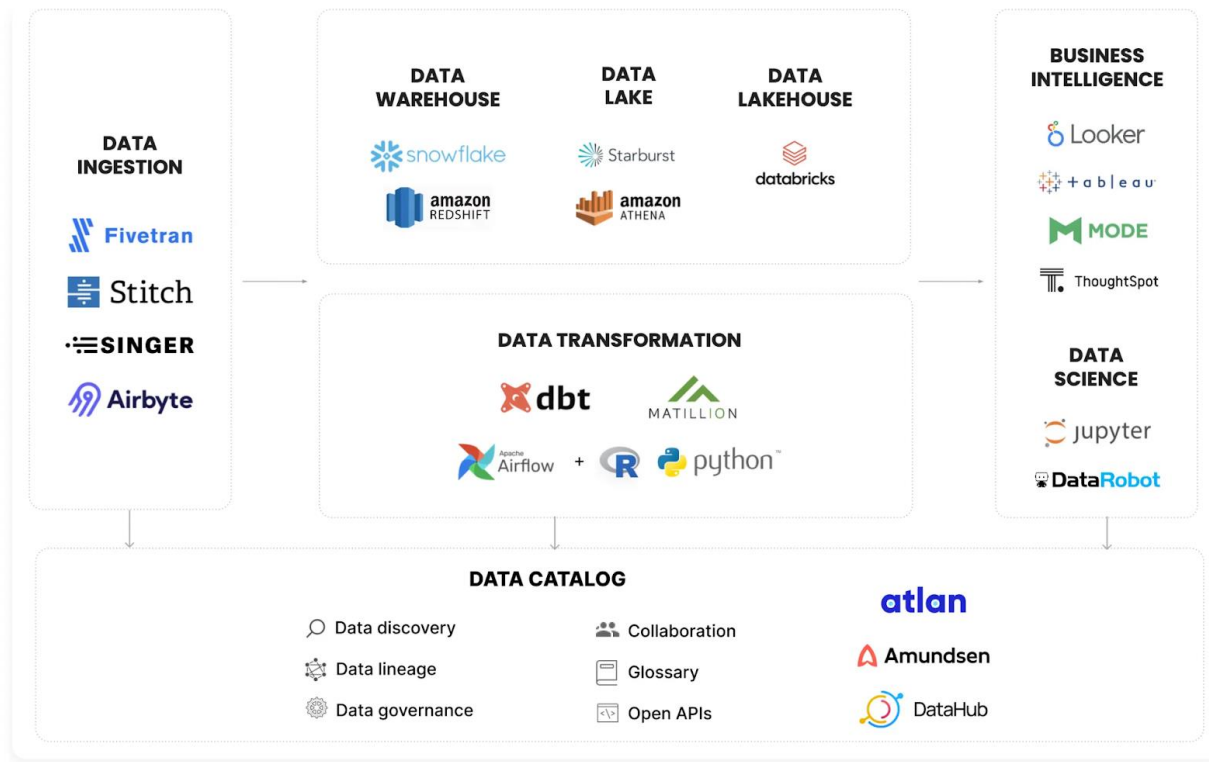 DATA
INGESTION
Fivetran
Stitch
SINGER
Airbyte
DATA
WAREHOUSE
snowflake
amazon
REDSHIFT
DATA
LAKE
Starburst
amazon
ATHENA
DATA
LAKEHOUSE
databricks
DATA TRANSFORMATION
dbt
MATILLION
Apache
Airflow
+
R
python™
BUSINESS
INTELLIGENCE
Looker
+ableau
MODE
T. ThoughtSpot
DATA
SCIENCE
jupyter
DataRobot
DATA CATALOG
Data discovery
Data lineage
Data governance
Collaboration
Glossary
</> Open APIs
atlan
Amundsen
DataHub